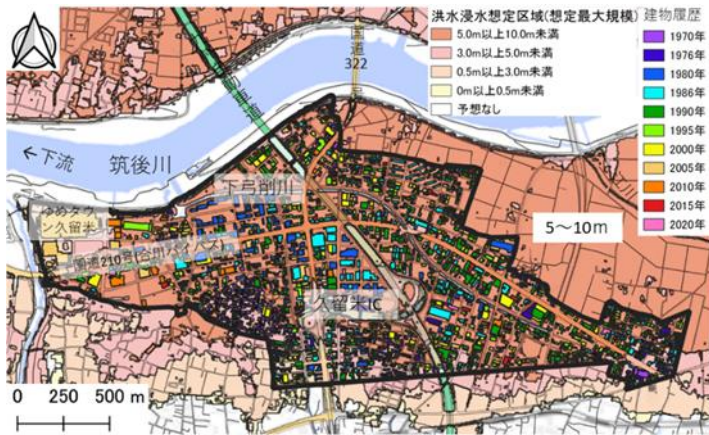 洪水浸水想定区域(想定最大規模)
5.0m以上10.0m未満
3.0m以上5.0m未満
0.5m以上3.0m未満
0m以上0.5m未満
予想なし
建物履歴
1970年
1976年
1980年
1986年
1990年
1995年
2000年
2005年
2010年
2015年
2020年
国道
322
←下流
筑後川
下弓削川
ゆめタウ
ン久留米
国道210号(合川バイパス)
久留米IC
5～10m
0 250 500 m